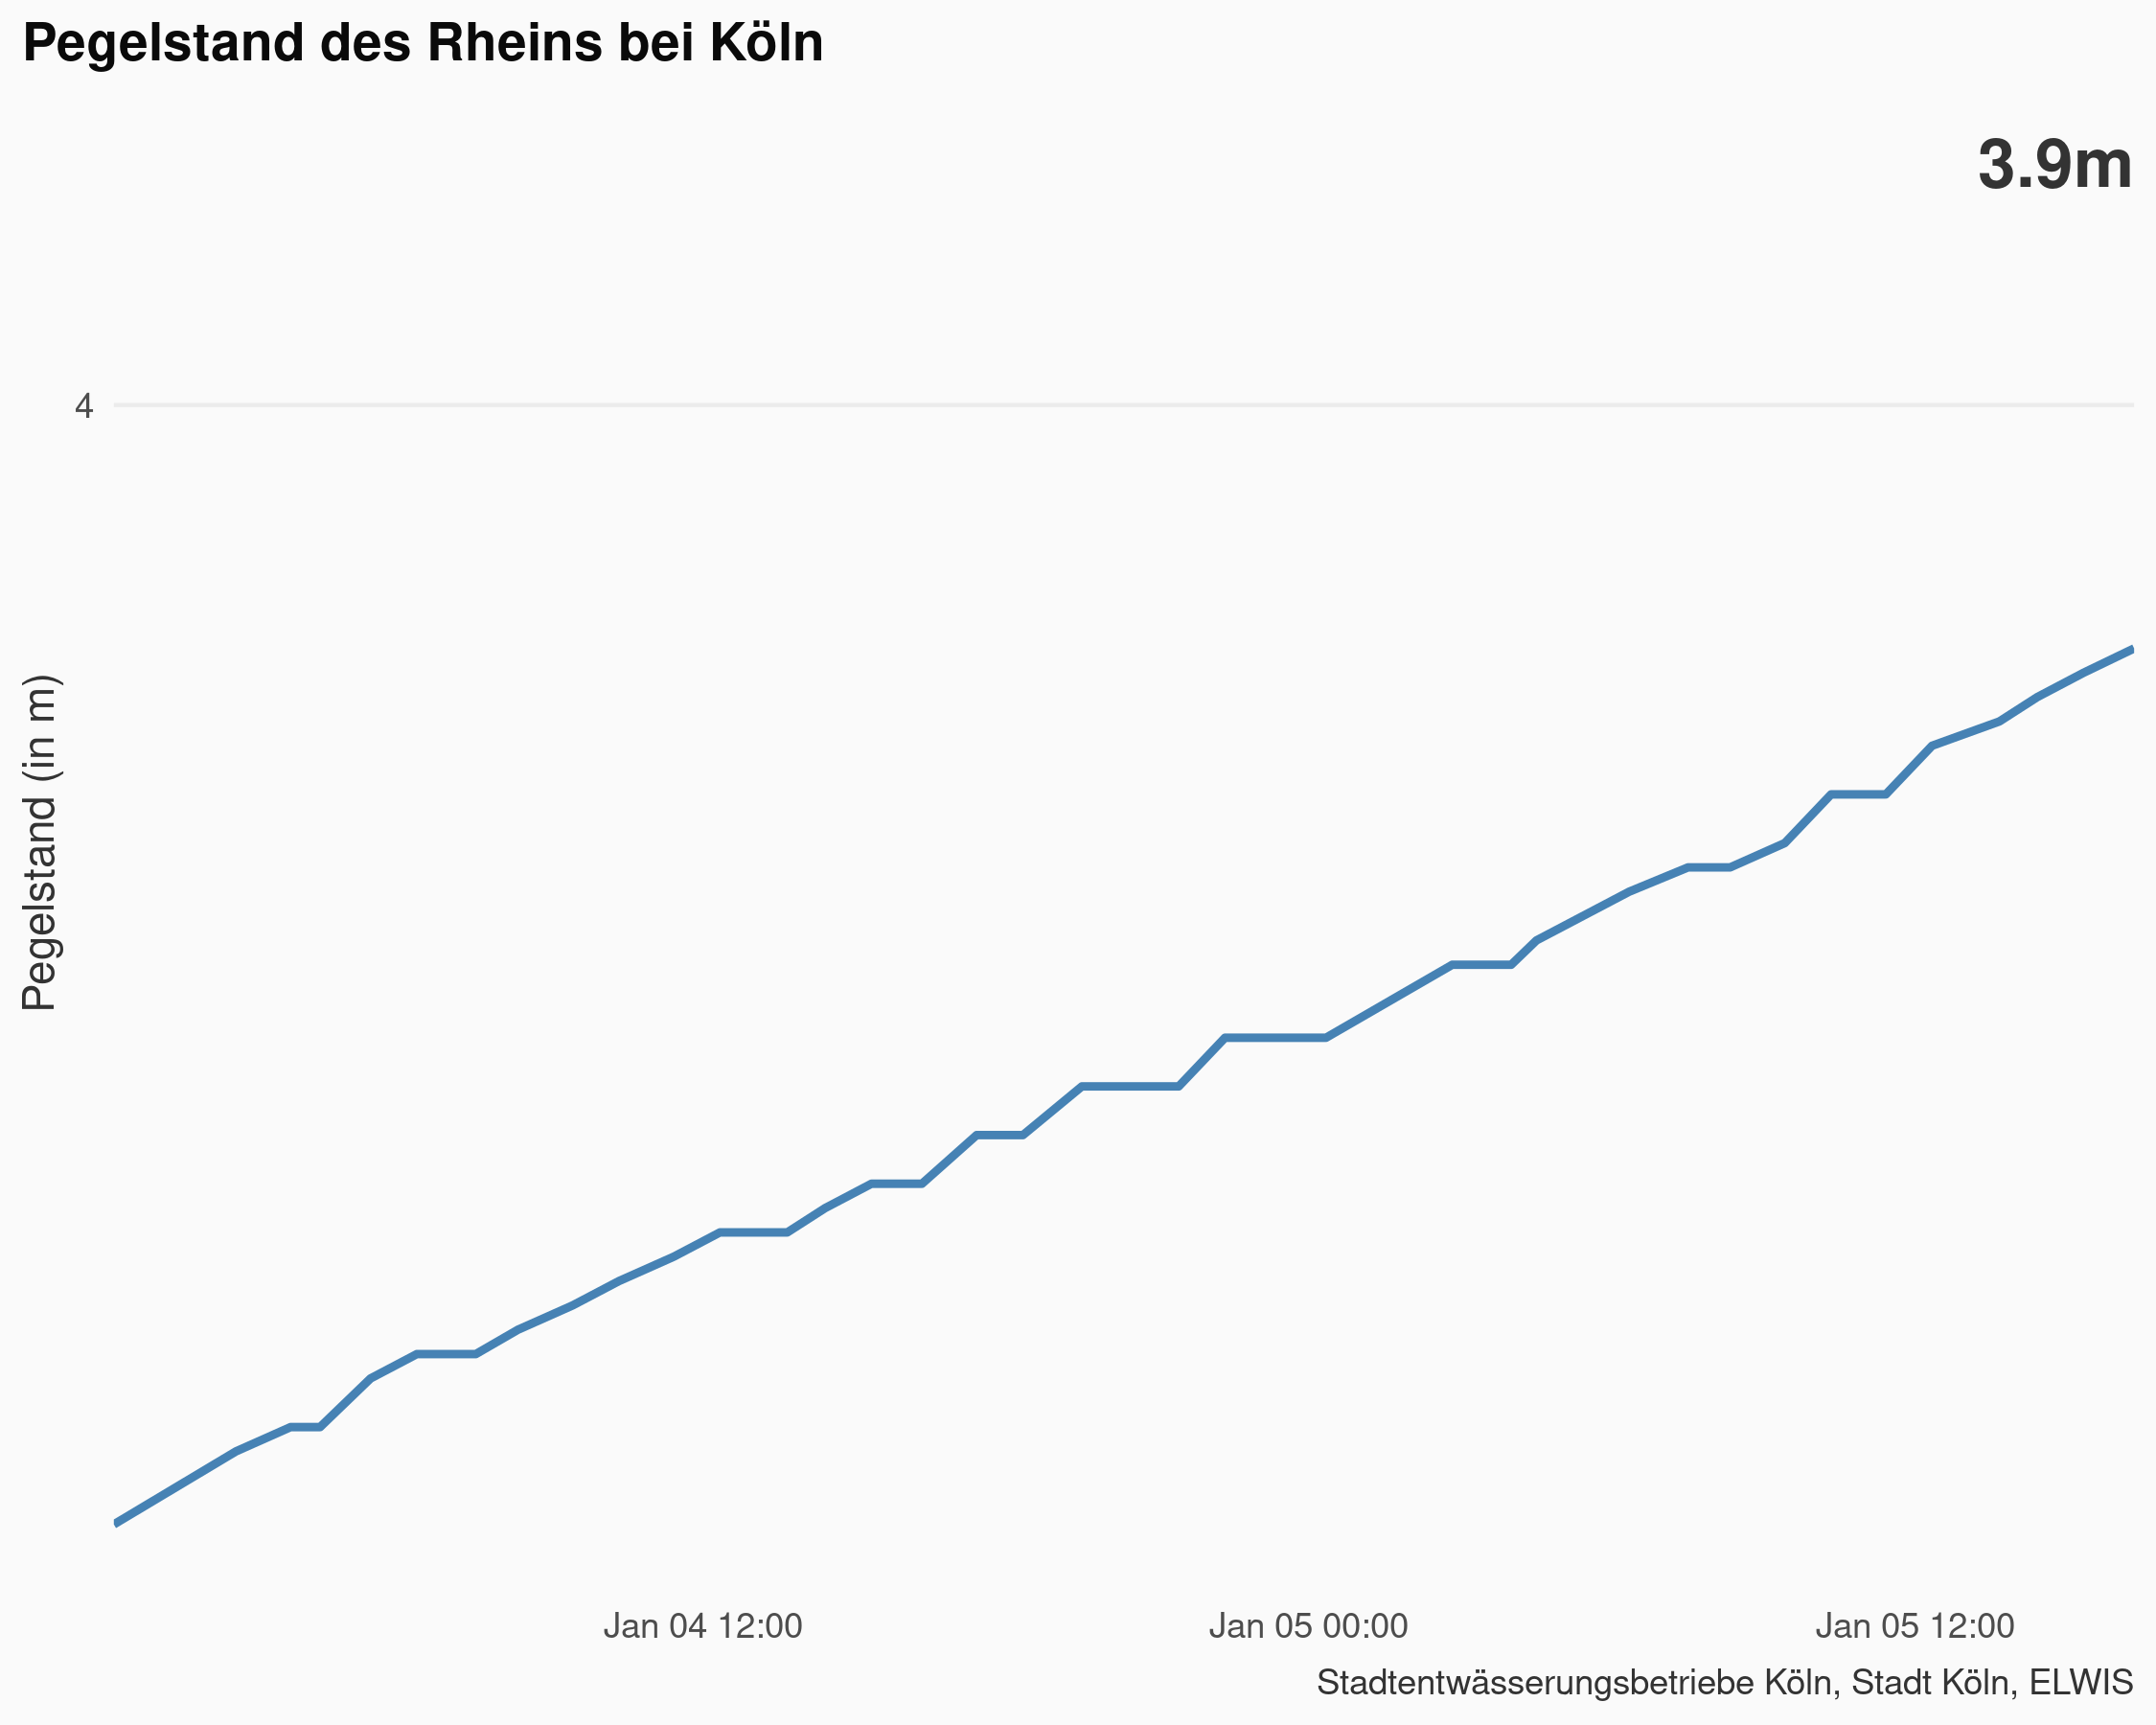 Pegelstand des Rheins bei Köln
3.9m
4
Pegelstand (in m)
Jan 04 12:00
Jan 05 00:00
Jan 05 12:00
Stadtentwässerungsbetriebe Köln, Stadt Köln, ELWIS